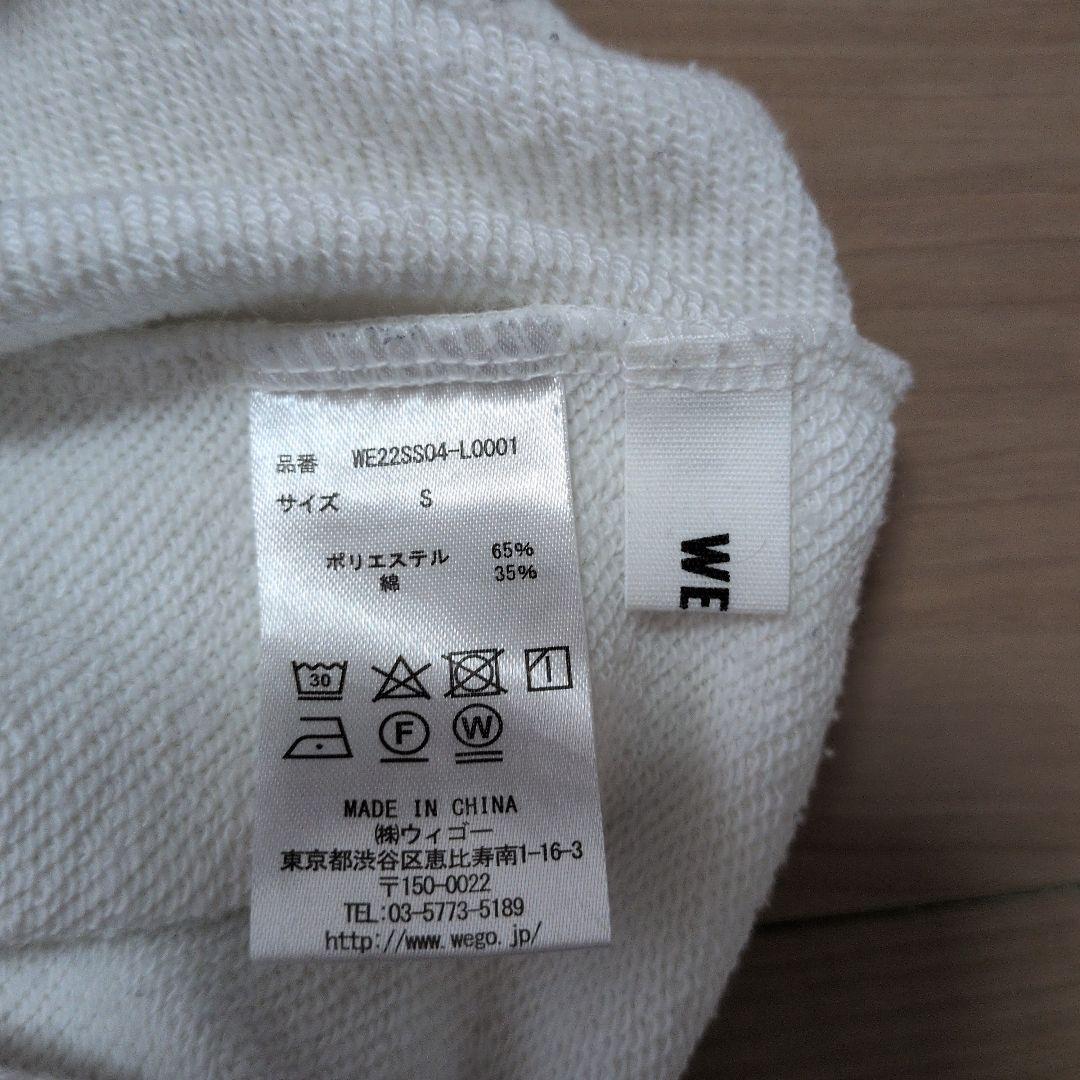 品番 WE22SS04-L0001
サイズ S
ポリエステル 65%
綿 35%
30
F W
MADE IN CHINA
㈱ウィゴー
東京都渋谷区恵比寿南1-16-3
〒150-0022
TEL:03-5773-5189
http://www.wego.jp/
WE